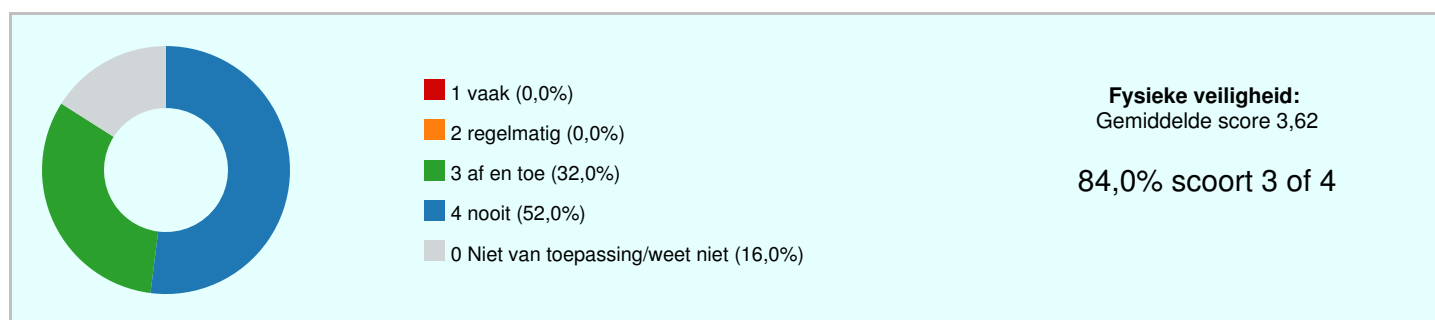 1 vaak (0,0%)
2 regelmatig (0,0%)
3 af en toe (32,0%)
4 nooit (52,0%)
0 Niet van toepassing/weet niet (16,0%)
Fysieke veiligheid:
Gemiddelde score 3,62
84,0% scoort 3 of 4